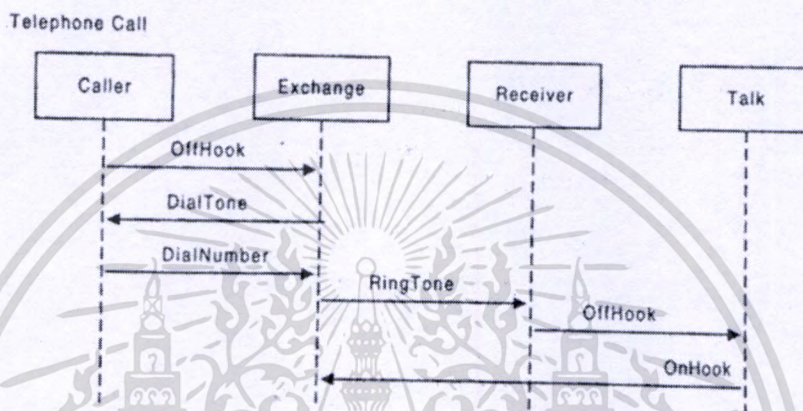 Telephone Call
Caller
Exchange
Receiver
Talk
OffHook
DialTone
DialNumber
RingTone
OffHook
OnHook